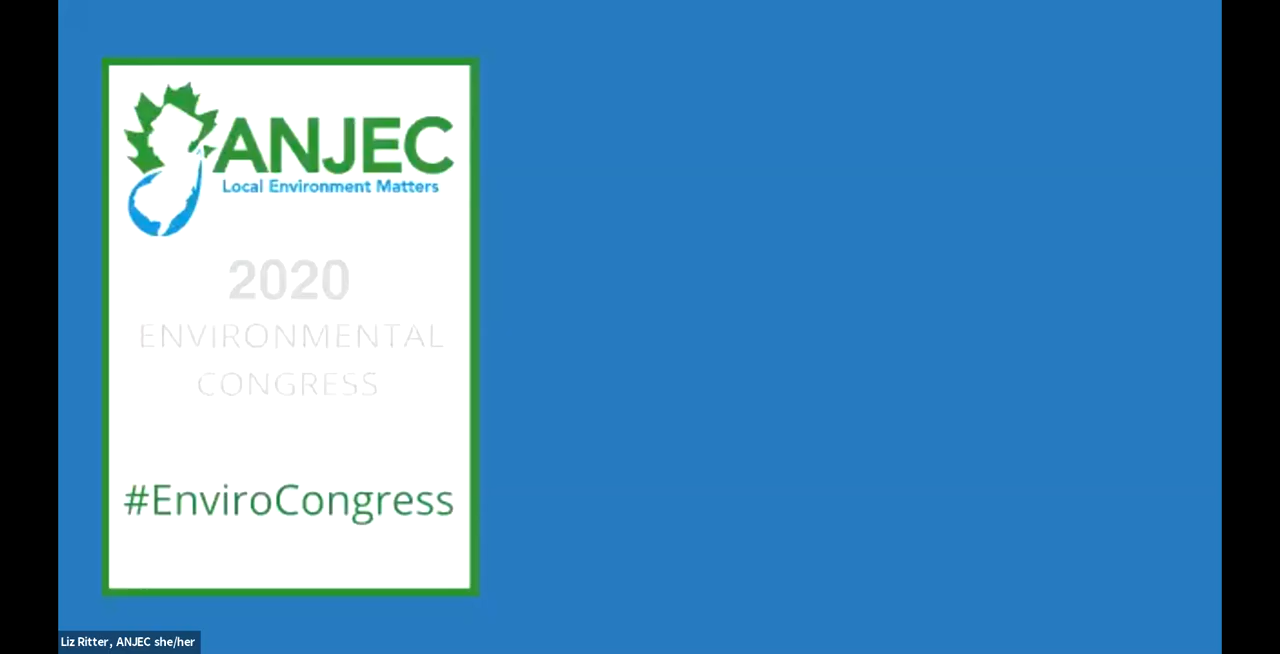 ANJEC
Local Environment Matters
2020
ENVIRONMENTAL
CONGRESS
#EnviroCongress
Liz Ritter, ANJEC she/her